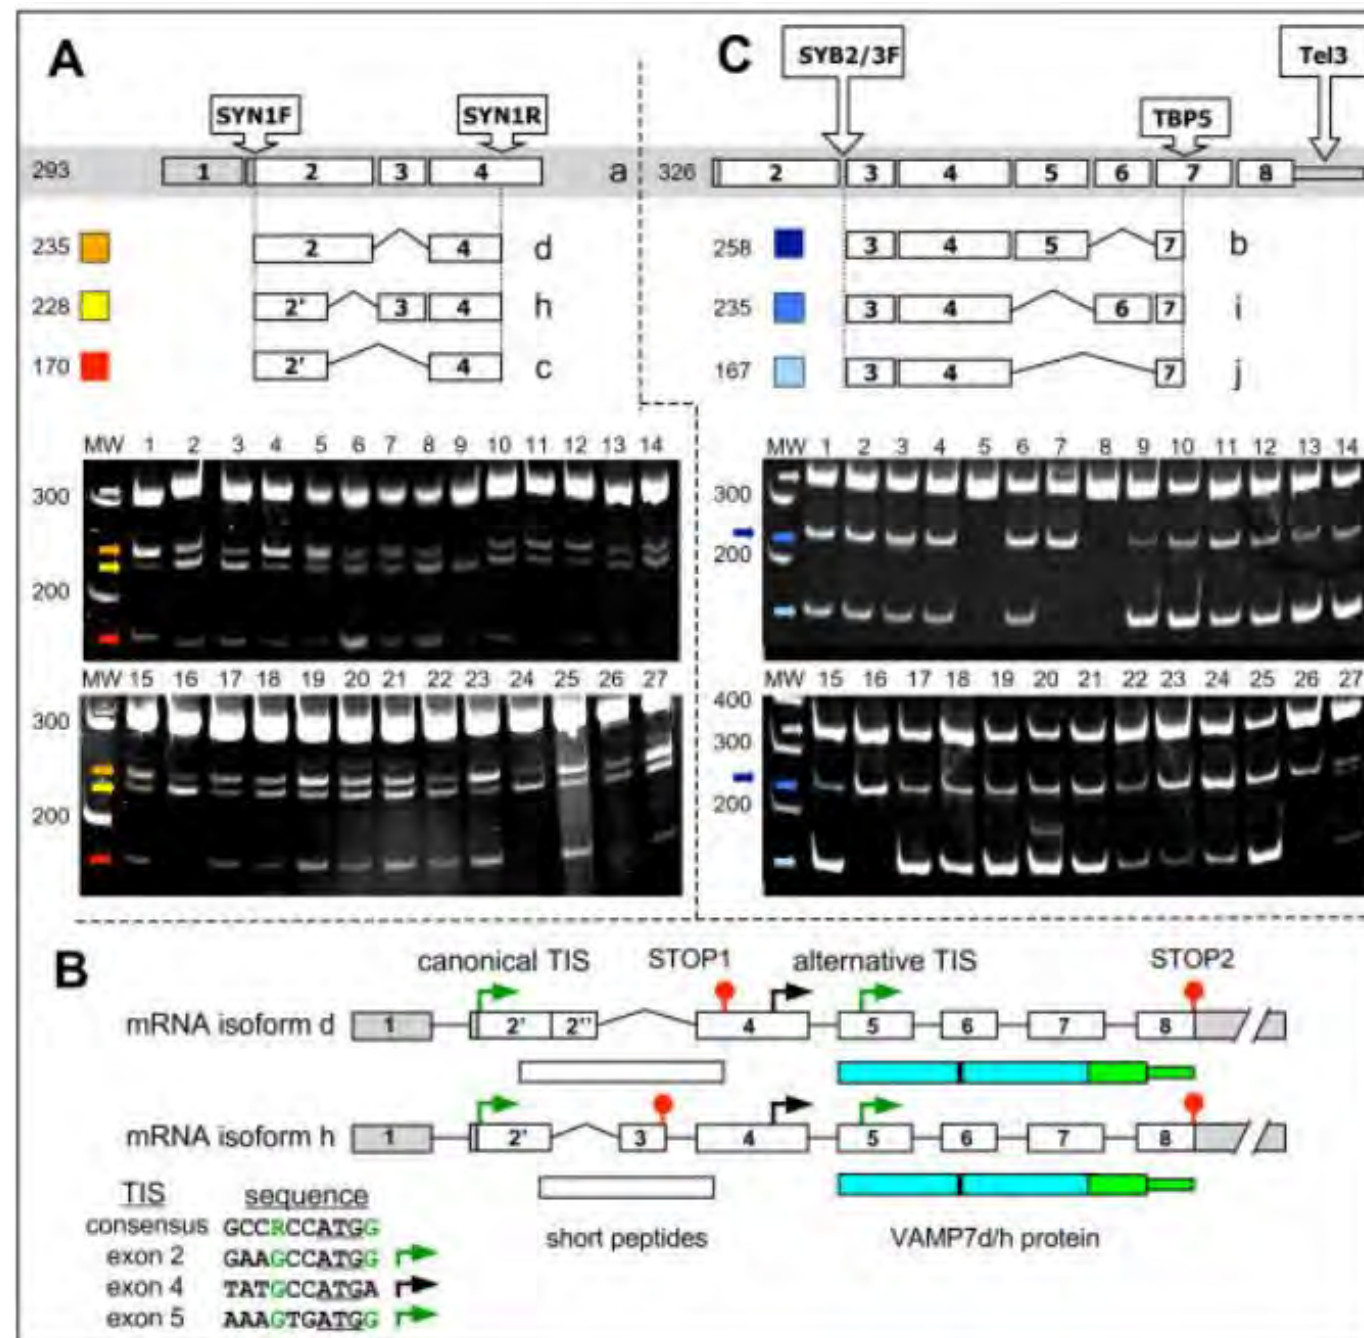 A
SYN1F SYN1R
293 1 2 3 4 a
235 2 4 d
228 2' 3 4 h
170 2' 4 c
MW 1 2 3 4 5 6 7 8 9 10 11 12 13 14
300
200
MW 15 16 17 18 19 20 21 22 23 24 25 26 27
300
200
C
SYB2/3F Tel3
TBP5
326 2 3 4 5 6 7 8
258 3 4 5 7 b
235 3 4 6 7 i
167 3 4 7 j
MW 1 2 3 4 5 6 7 8 9 10 11 12 13 14
300
200
MW 15 16 17 18 19 20 21 22 23 24 25 26 27
400
300
200
B
canonical TIS STOP1 alternative TIS STOP2
mRNA isoform d 1 2' 2'' 4 5 6 7 8
mRNA isoform h 1 2' 3 4 5 6 7 8
short peptides VAMP7d/h protein
TIS sequence
consensus GCCRCCATGG
exon 2 GAAGCCATGG
exon 4 TATGCCATGA
exon 5 AAAGTGATGG